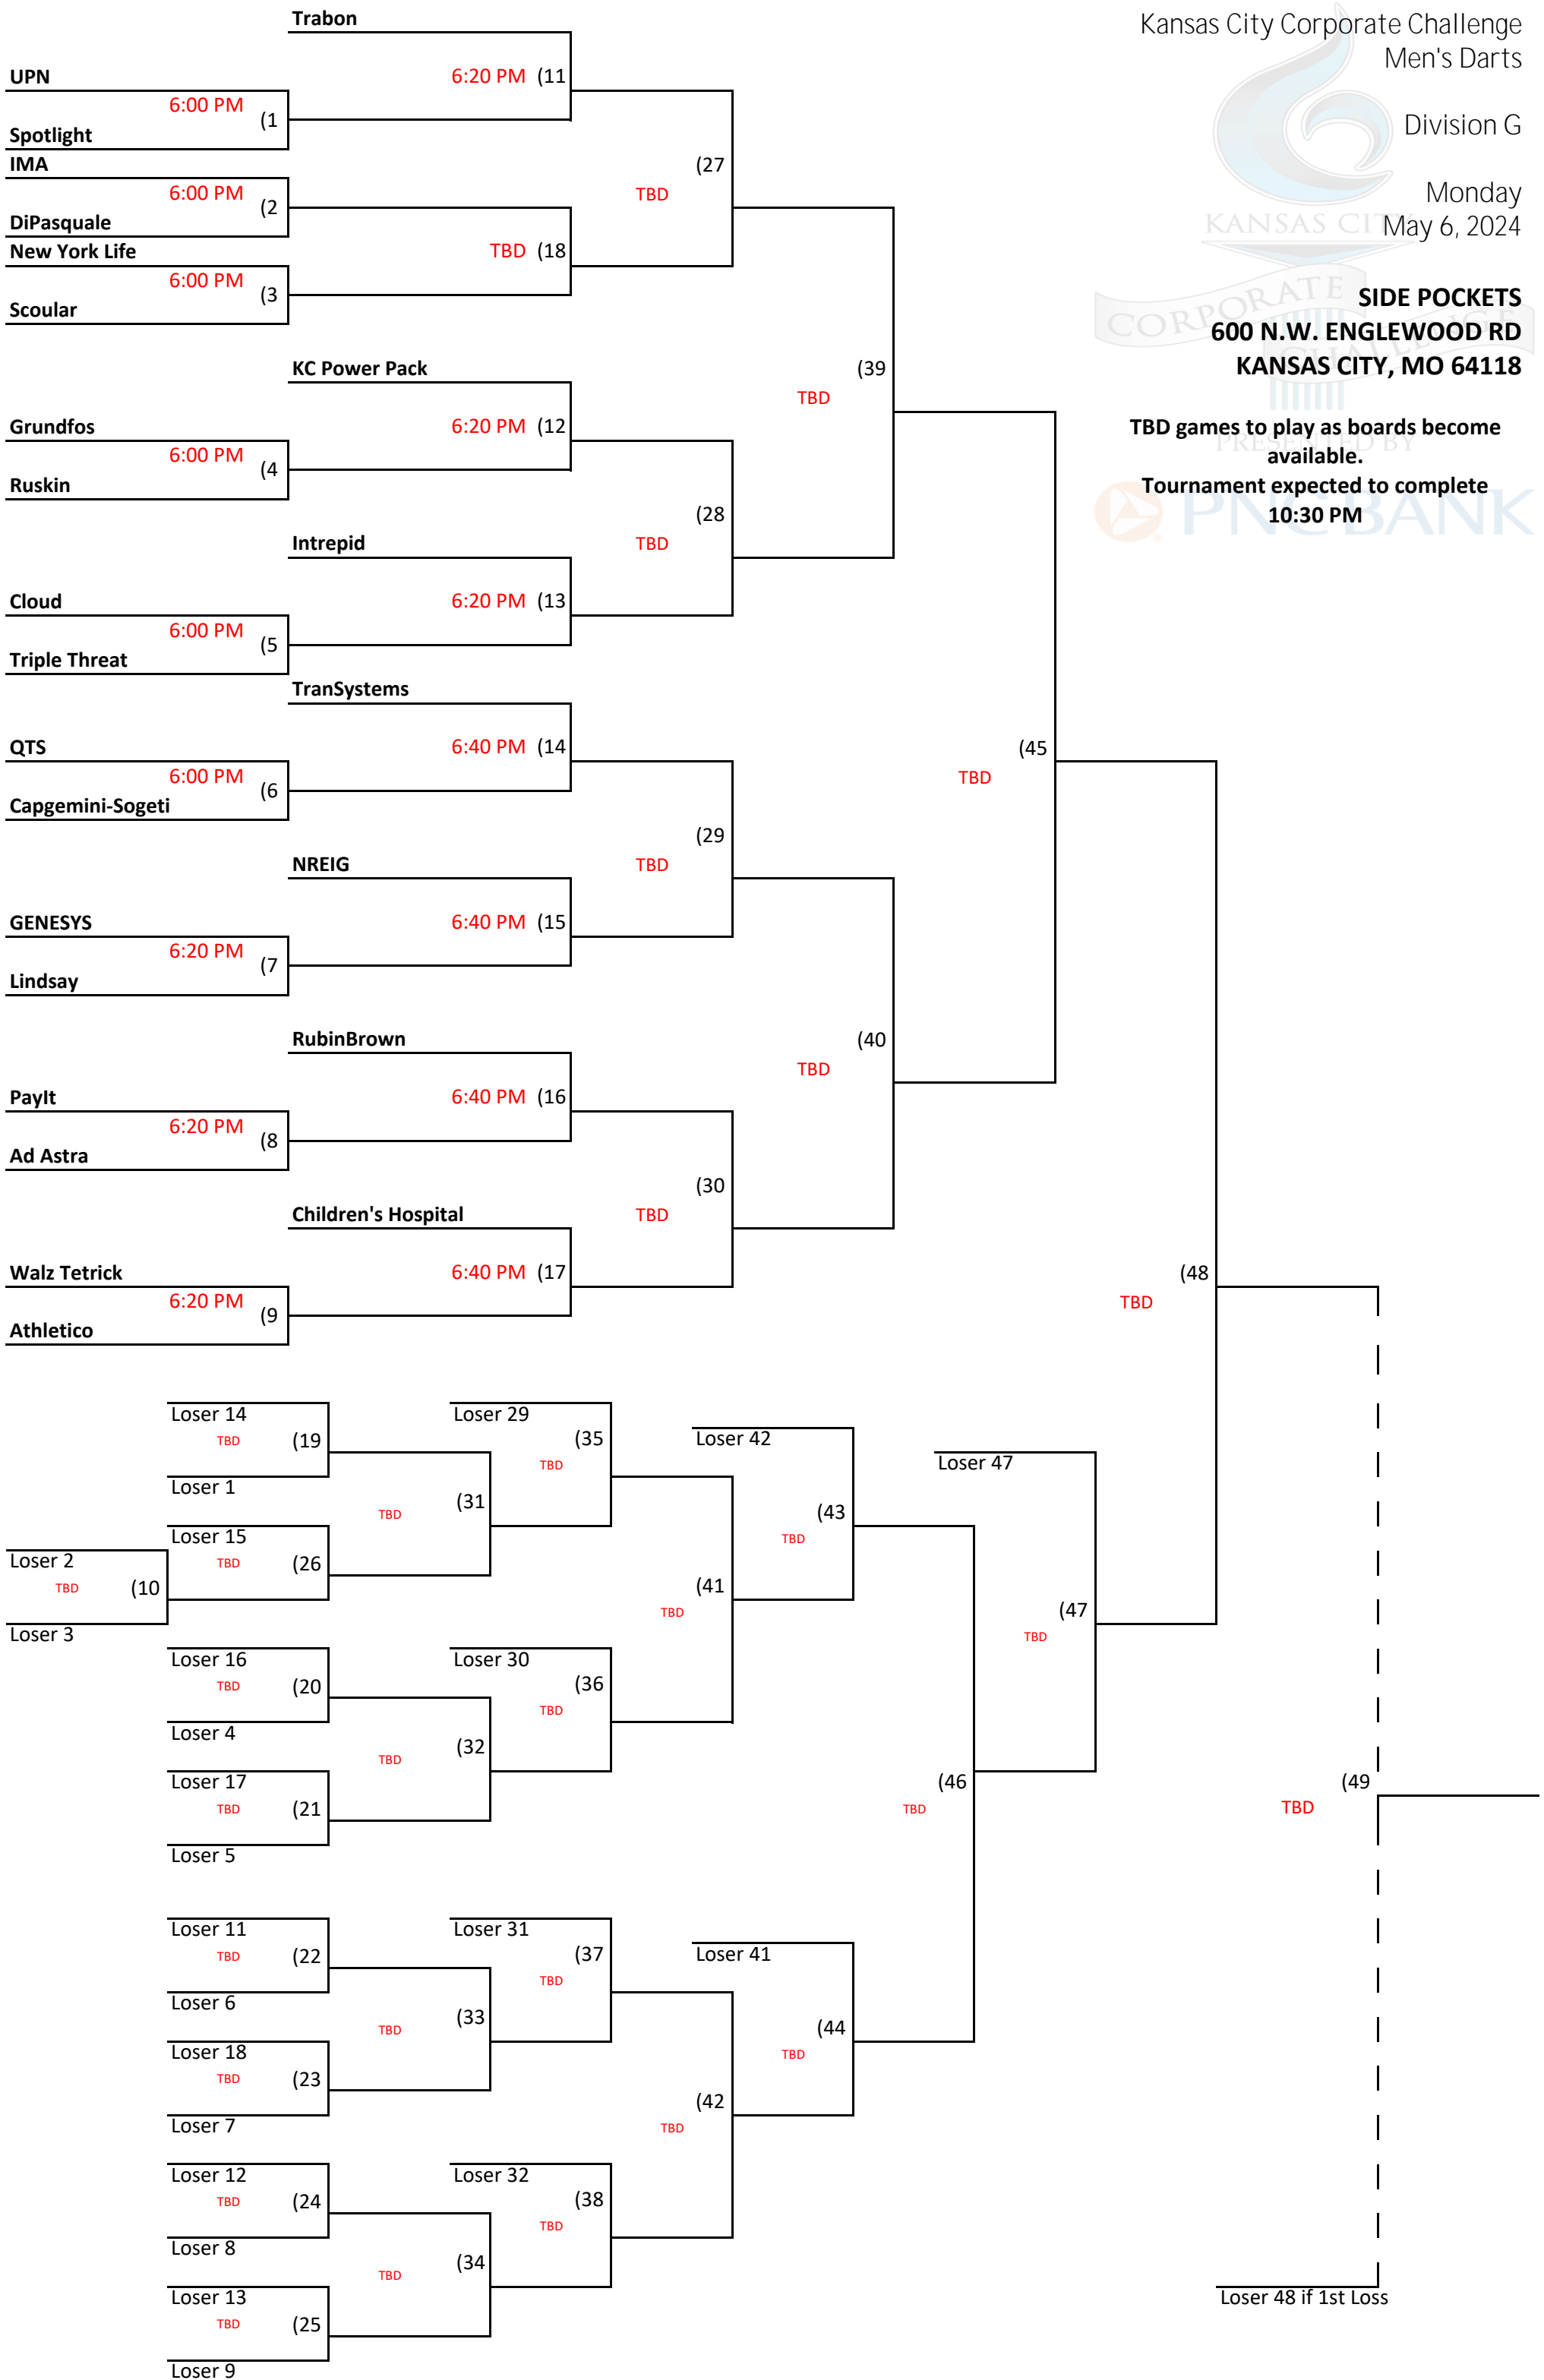 Kansas City Corporate Challenge
Men's Darts
Division G
Monday
May 6, 2024
SIDE POCKETS
600 N.W. ENGLEWOOD RD
KANSAS CITY, MO 64118
TBD games to play as boards become
available.
Tournament expected to complete
10:30 PM
KANSAS CITY
CORPORATE
CHALLENGE
PRESENTED BY
PNC BANK
Trabon
UPN
6:20 PM (11
6:00 PM (1
Spotlight
IMA
(27
6:00 PM (2
TBD
DiPasquale
New York Life
TBD (18
6:00 PM (3
Scoular
KC Power Pack
(39
TBD
Grundfos
6:20 PM (12
6:00 PM (4
Ruskin
(28
Intrepid
TBD
Cloud
6:20 PM (13
6:00 PM (5
Triple Threat
TranSystems
QTS
6:40 PM (14
(45
6:00 PM (6
TBD
Capgemini-Sogeti
(29
NREIG
TBD
GENESYS
6:40 PM (15
6:20 PM (7
Lindsay
RubinBrown
(40
TBD
PayIt
6:40 PM (16
6:20 PM (8
Ad Astra
(30
Children's Hospital
TBD
Walz Tetrick
6:40 PM (17
(48
6:20 PM (9
TBD
Athletico
Loser 14
Loser 29
TBD (19
(35
Loser 42
TBD
Loser 47
Loser 1
(31
TBD
(43
Loser 15
TBD
Loser 2
TBD (26
TBD (10
(41
TBD
(47
Loser 3
TBD
Loser 16
Loser 30
TBD (20
(36
TBD
Loser 4
(32
TBD
Loser 17
(46
TBD
(49
TBD
TBD (21
Loser 5
Loser 11
Loser 31
TBD (22
(37
Loser 41
TBD
Loser 6
(33
TBD
(44
Loser 18
TBD
TBD (23
(42
TBD
Loser 7
Loser 12
Loser 32
TBD (24
(38
TBD
Loser 8
(34
TBD
Loser 13
Loser 48 if 1st Loss
TBD (25
Loser 9